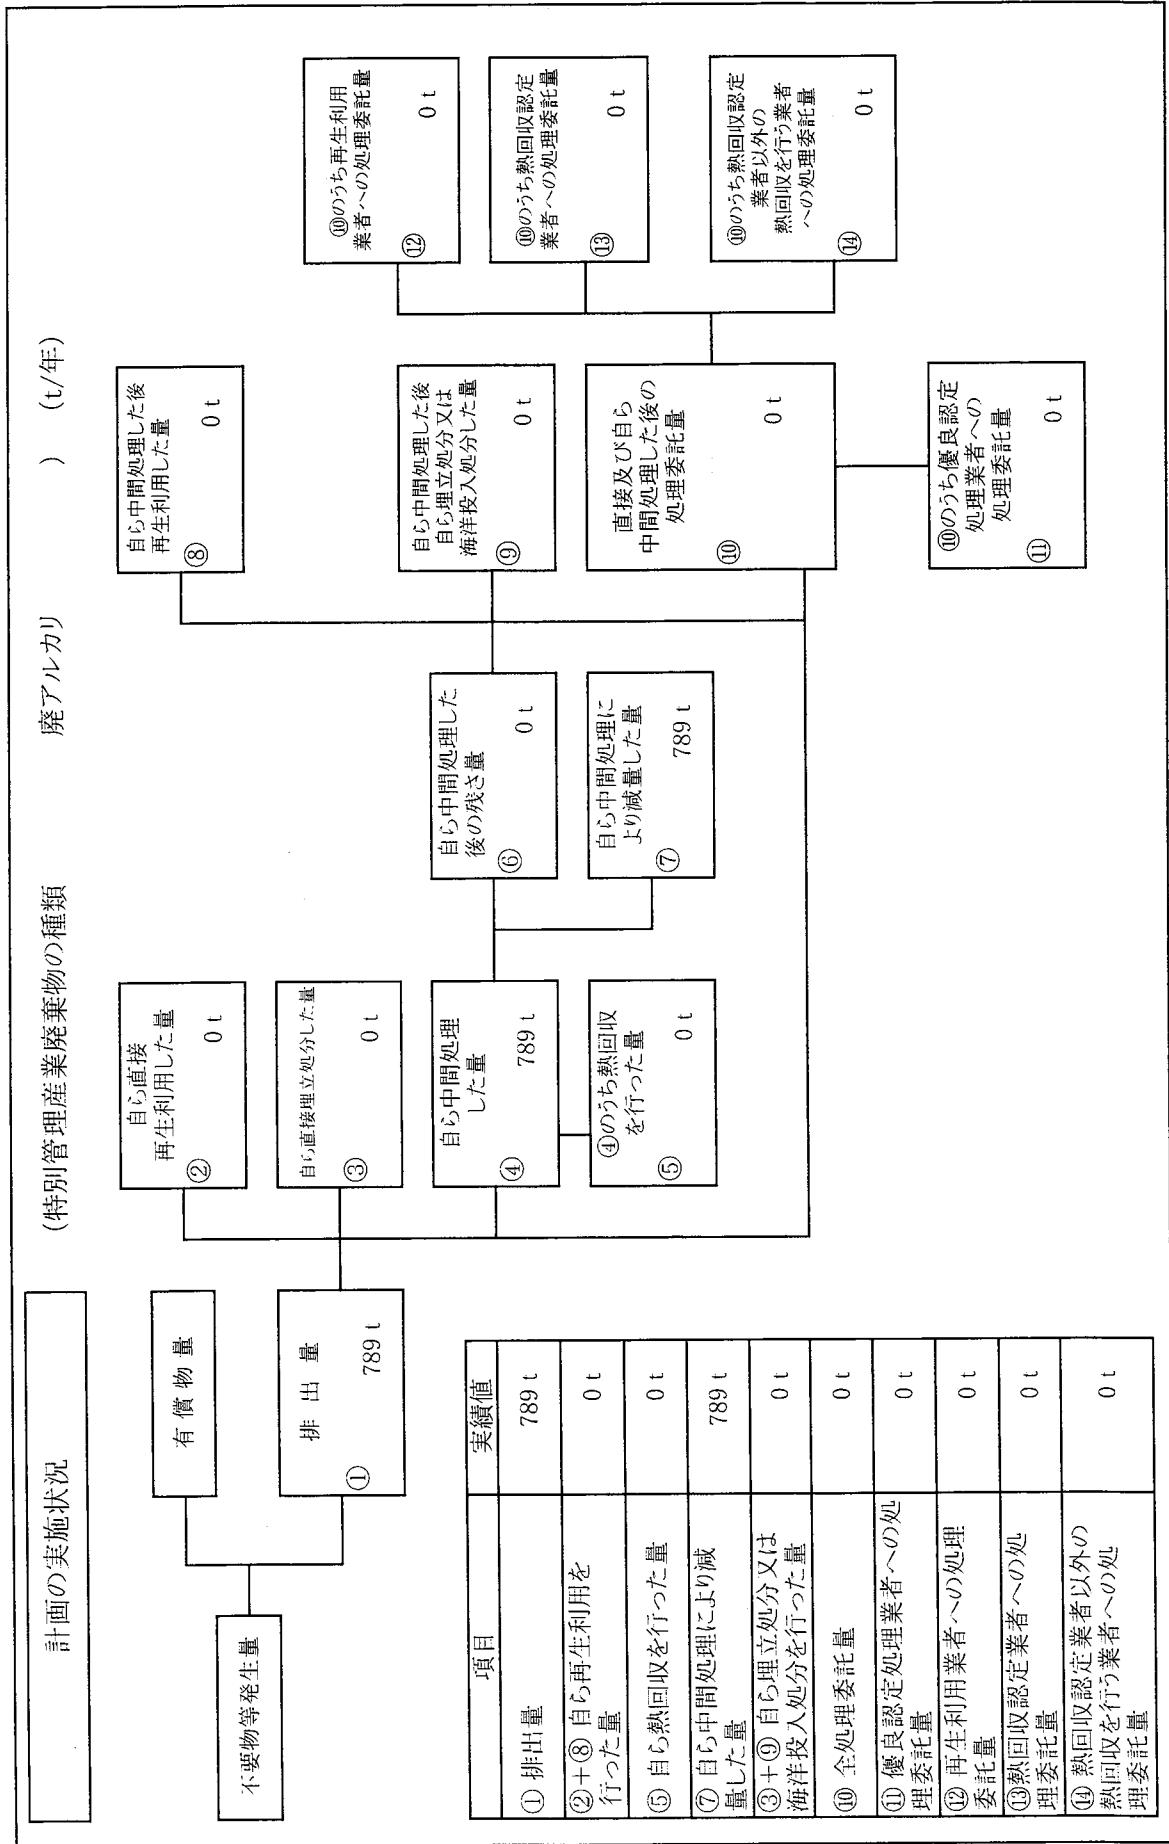 計画の実施状況
(特別管理産業廃棄物の種類
廃アルカリ
)
(t/年)
不要物等発生量
有 償 物 量
排 出 量
①
789 t
自ら直接
再生利用した量
②
0 t
自ら直接埋立処分した量
③
0 t
自ら中間処理
した量
④
789 t
④のうち熱回収
を行った量
⑤
0 t
自ら中間処理した
後の残さ量
⑥
0 t
自ら中間処理に
より減量した量
⑦
789 t
自ら中間処理した後
再生利用した量
⑧
0 t
自ら中間処理した後
自ら埋立処分又は
海洋投入処分した量
⑨
0 t
直接及び自ら
中間処理した後の
処理委託量
⑩
0 t
⑩のうち優良認定
処理業者への
処理委託量
⑪
0 t
⑩のうち再生利用
業者への処理委託量
⑫
0 t
⑩のうち熱回収認定
業者への処理委託量
⑬
0 t
⑩のうち熱回収認定
業者以外の
熱回収を行う業者
への処理委託量
⑭
0 t
項目
実績値
① 排出量
789 t
②+⑧ 自ら再生利用を
行った量
0 t
⑤ 自ら熱回収を行った量
0 t
⑦ 自ら中間処理により減
量した量
789 t
③+⑨ 自ら埋立処分又は
海洋投入処分を行った量
0 t
⑩ 全処理委託量
0 t
⑪ 優良認定処理業者への処
理委託量
0 t
⑫ 再生利用業者への処理
委託量
0 t
⑬熱回収認定業者への処
理委託量
0 t
⑭ 熱回収認定業者以外の
熱回収を行う業者への処
理委託量
0 t